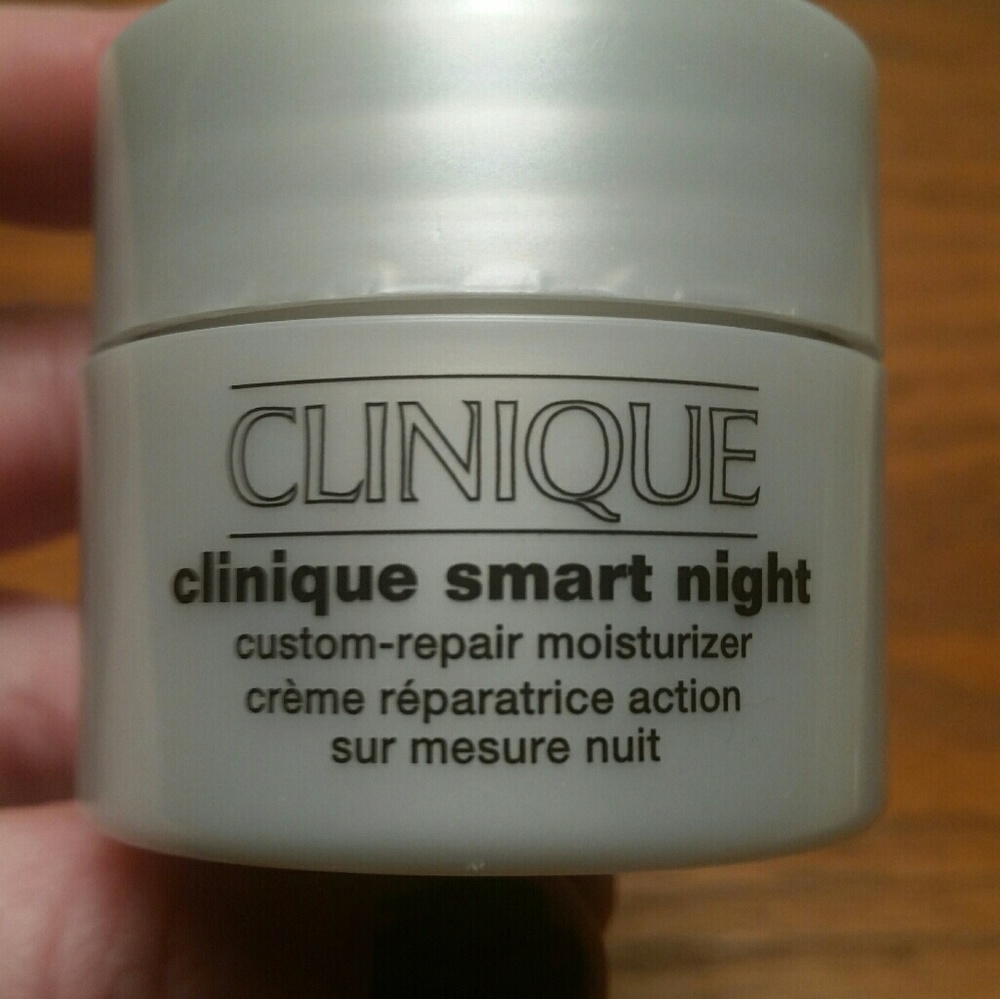 CLINIQUE
clinique smart night
custom-repair moisturizer
crème réparatrice action
sur mesure nuit